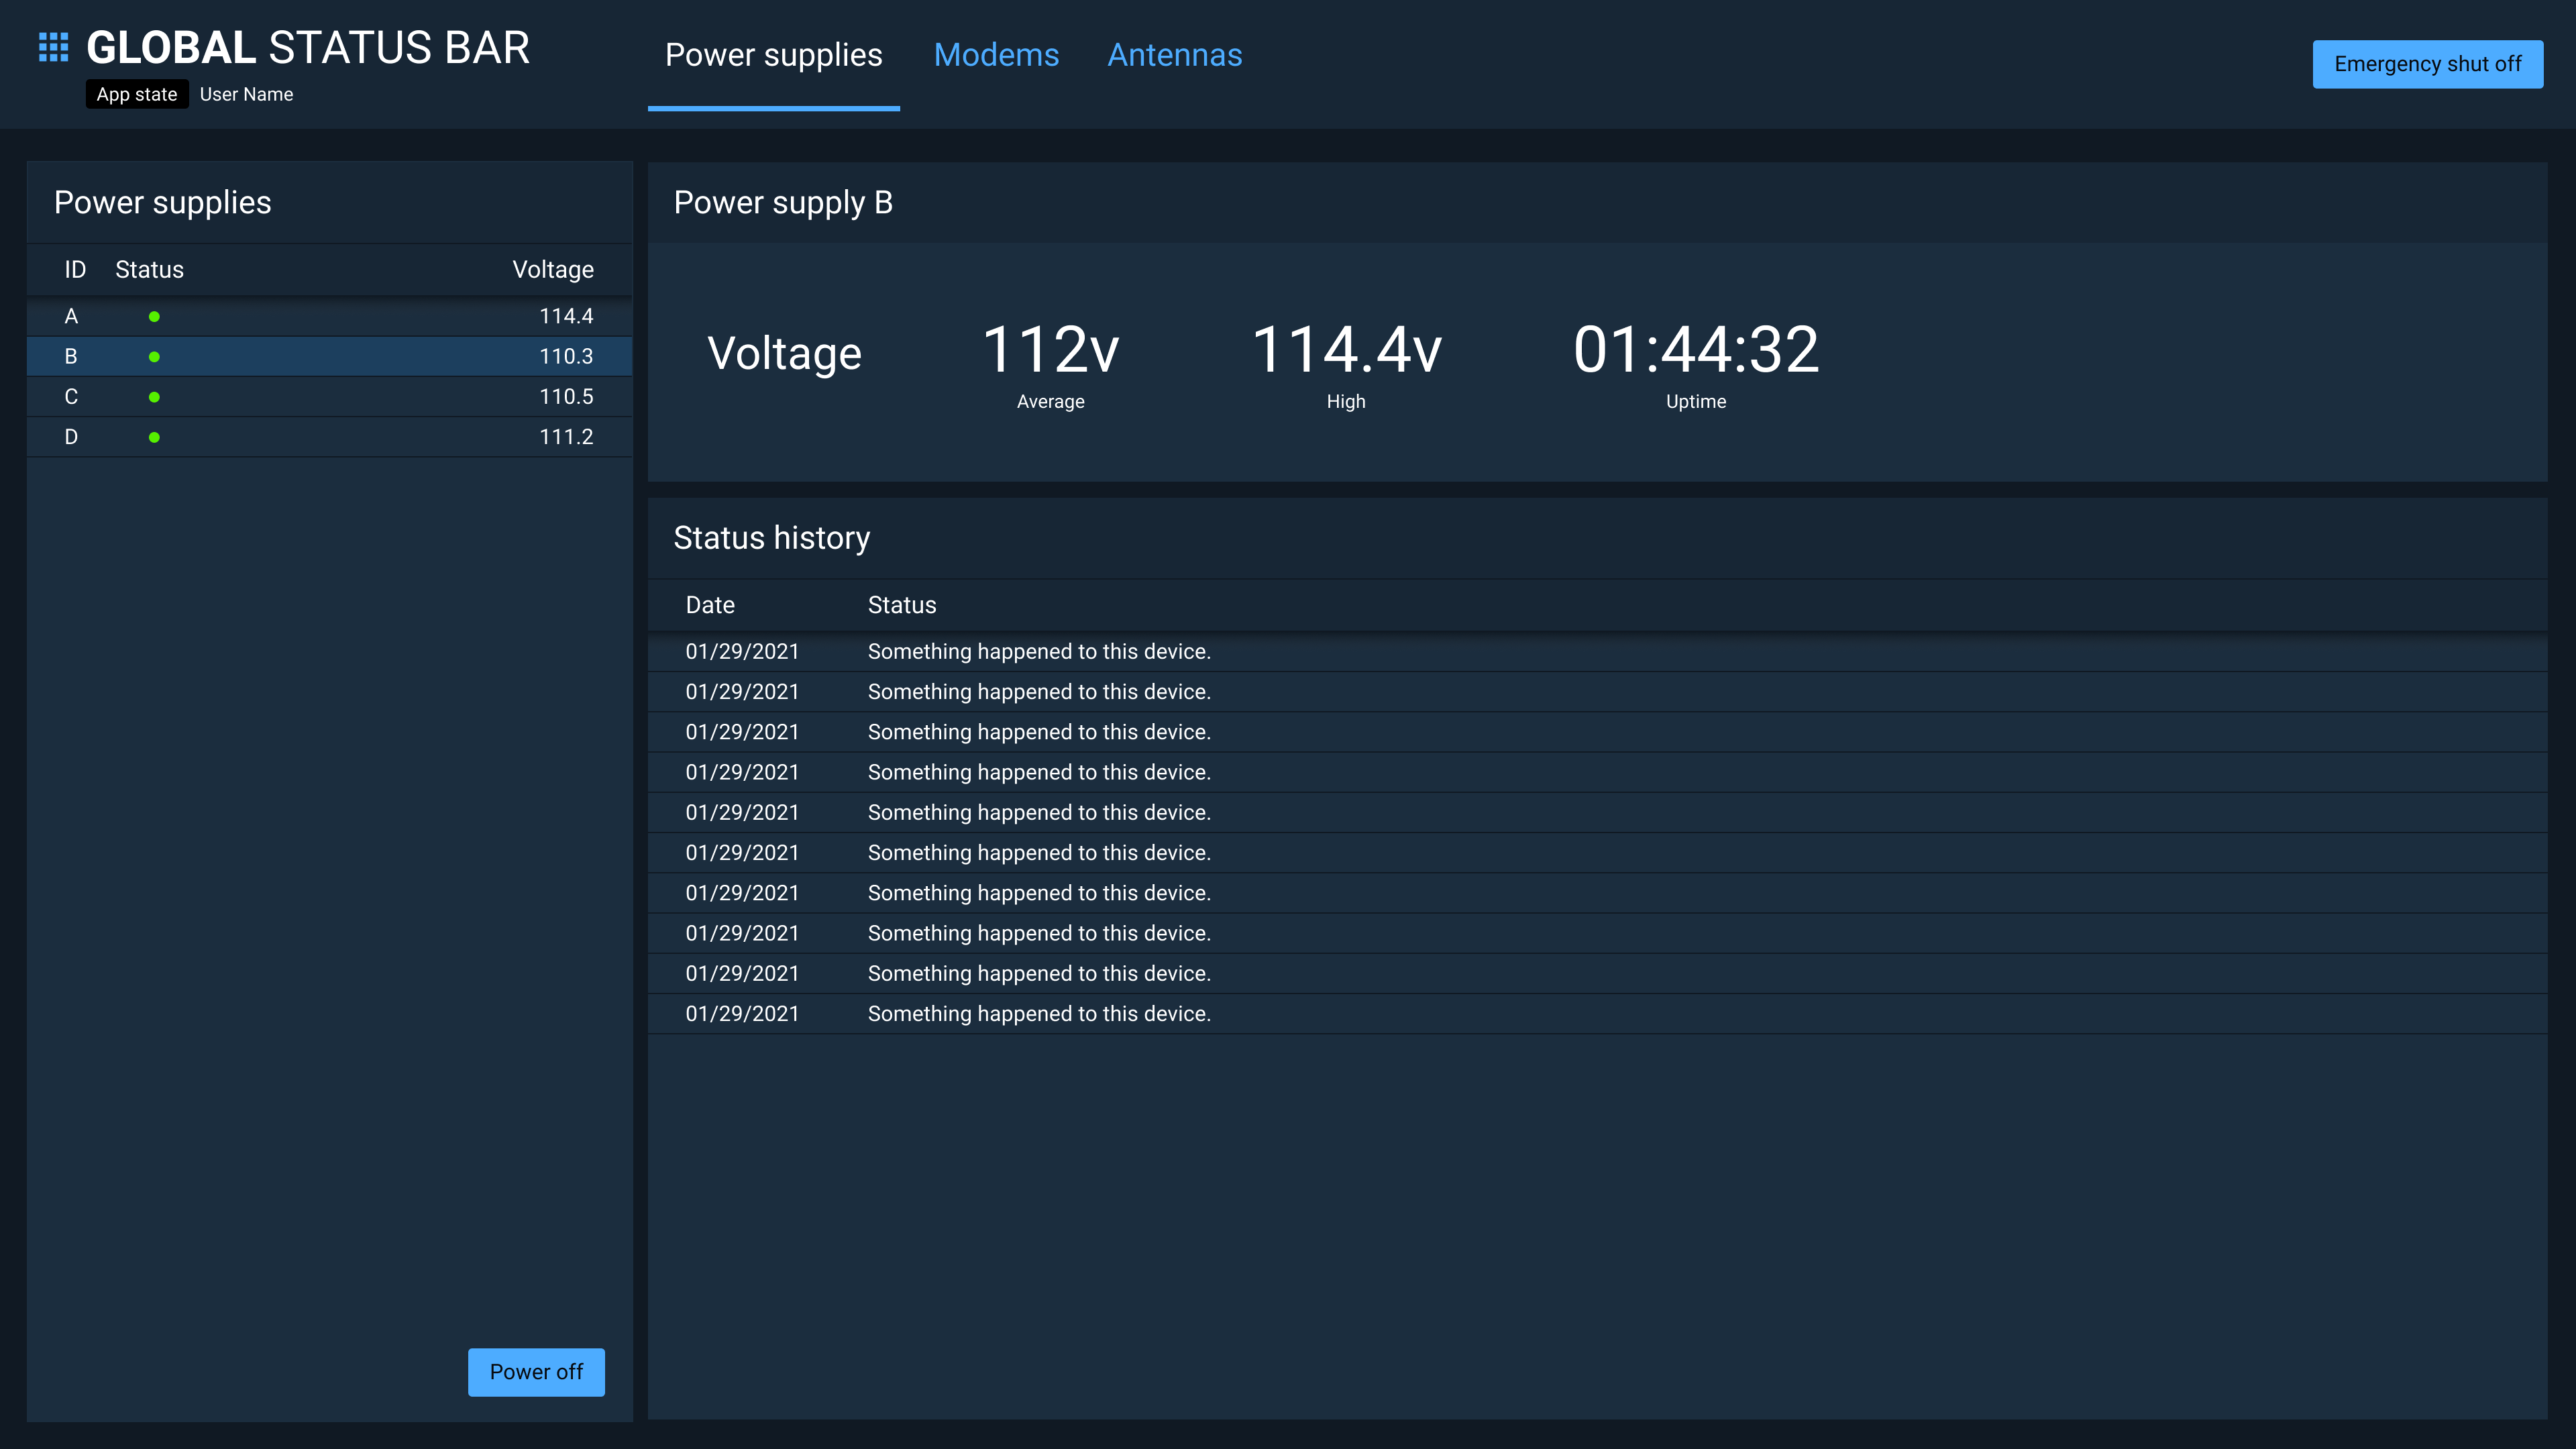 GLOBAL STATUS BAR
App state User Name
Power supplies Modems Antennas
Emergency shut off
Power supplies
ID Status Voltage
A 114.4
B 110.3
C 110.5
D 111.2
Power off
Power supply B
Voltage
112v
Average
114.4v
High
01:44:32
Uptime
Status history
Date Status
01/29/2021 Something happened to this device.
01/29/2021 Something happened to this device.
01/29/2021 Something happened to this device.
01/29/2021 Something happened to this device.
01/29/2021 Something happened to this device.
01/29/2021 Something happened to this device.
01/29/2021 Something happened to this device.
01/29/2021 Something happened to this device.
01/29/2021 Something happened to this device.
01/29/2021 Something happened to this device.